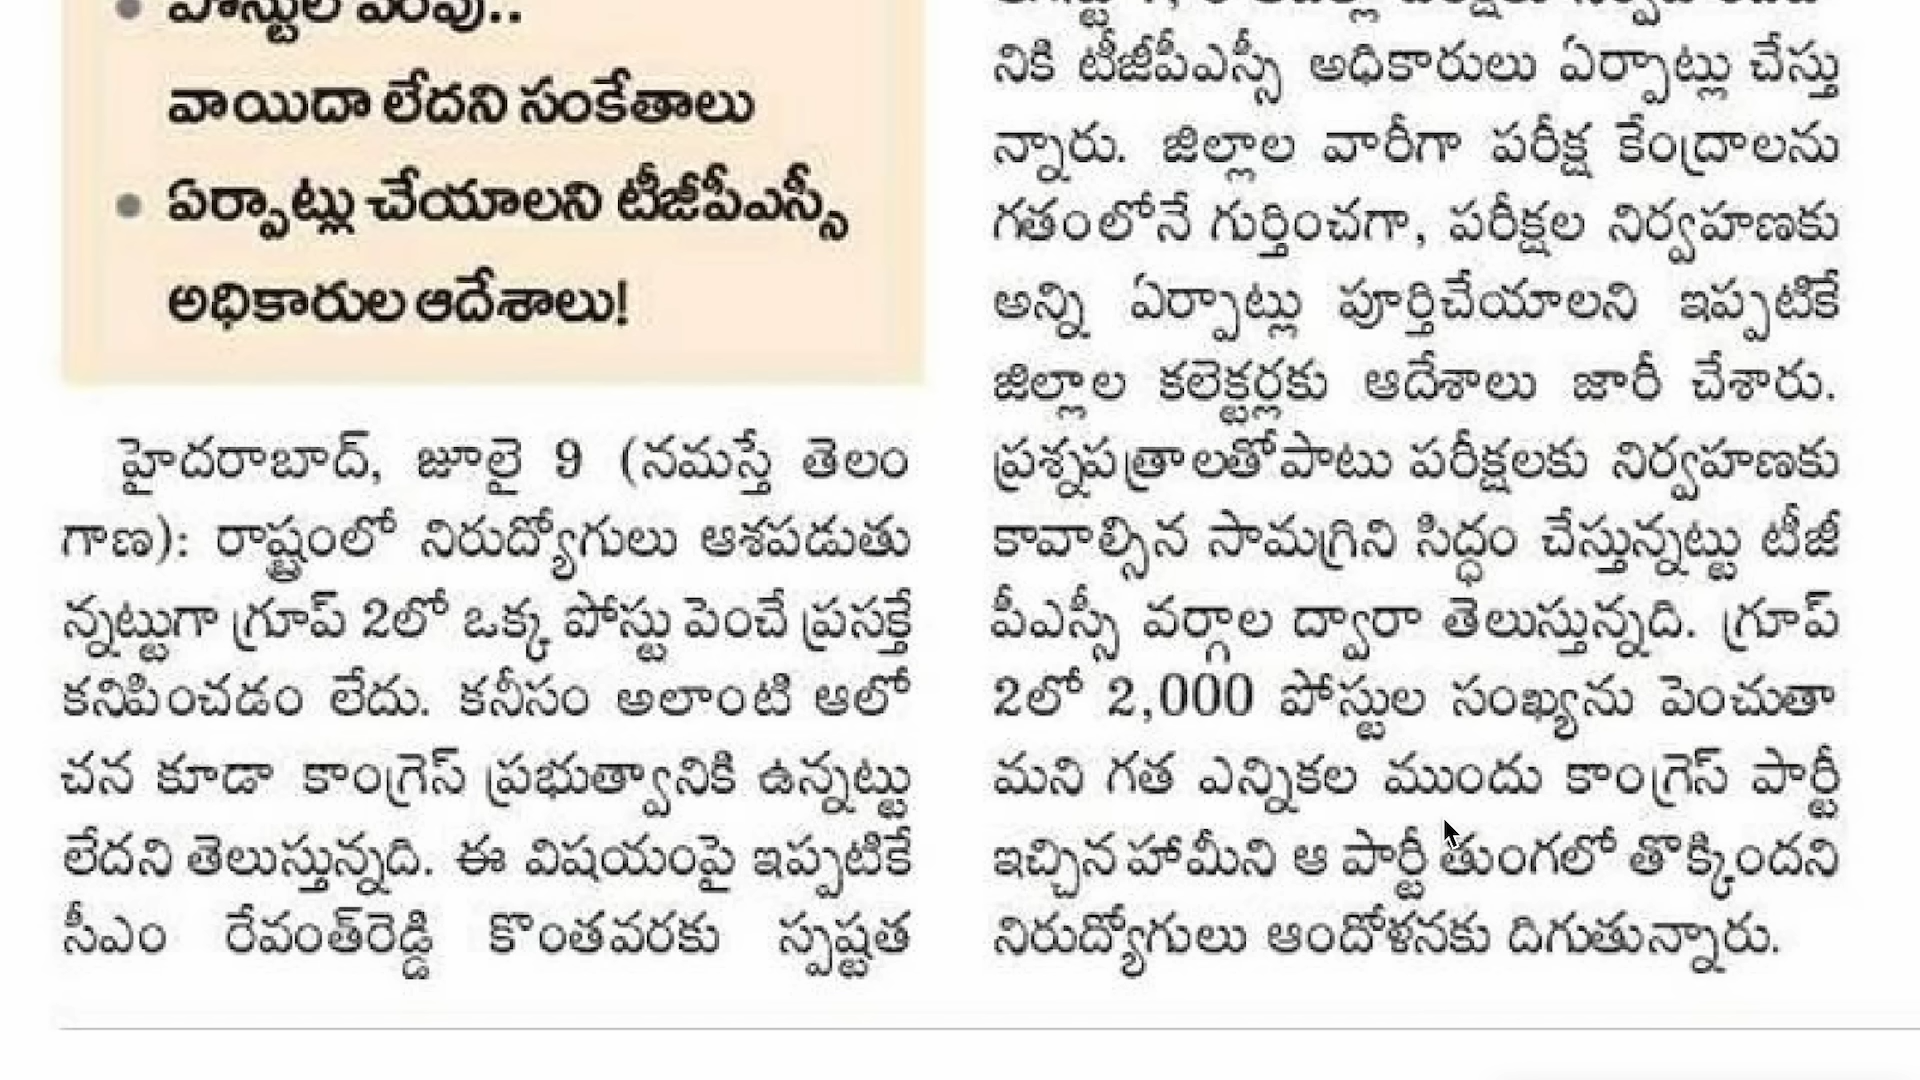 వాయిదా లేదని సంకేతాలు
• ఏర్పాట్లు చేయాలని టీజీపీఎస్సీ
అధికారుల ఆదేశాలు!
హైదరాబాద్, జూలై 9 (నమస్తే తెలం
గాణ): రాష్ట్రంలో నిరుద్యోగులు ఆశపడుతు
న్నట్టుగా గ్రూప్ 2లో ఒక్క పోస్టు పెంచే ప్రసక్తే
కనిపించడం లేదు. కనీసం అలాంటి ఆలో
చన కూడా కాంగ్రెస్ ప్రభుత్వానికి ఉన్నట్టు
లేదని తెలుస్తున్నది. ఈ విషయంపై ఇప్పటికే
సీఎం రేవంత్‌రెడ్డి కొంతవరకు స్పష్టత
నికి టీజీపీఎస్సీ అధికారులు ఏర్పాట్లు చేస్తు
న్నారు. జిల్లాల వారీగా పరీక్ష కేంద్రాలను
గతంలోనే గుర్తించగా, పరీక్షల నిర్వహణకు
అన్ని ఏర్పాట్లు పూర్తిచేయాలని ఇప్పటికే
జిల్లాల కలెక్టర్లకు ఆదేశాలు జారీ చేశారు.
ప్రశ్నపత్రాలతోపాటు పరీక్షలకు నిర్వహణకు
కావాల్సిన సామగ్రిని సిద్ధం చేస్తున్నట్టు టీజీ
పీఎస్సీ వర్గాల ద్వారా తెలుస్తున్నది. గ్రూప్
2లో 2,000 పోస్టుల సంఖ్యను పెంచుతా
మని గత ఎన్నికల ముందు కాంగ్రెస్ పార్టీ
ఇచ్చిన హామీని ఆ పార్టీ తుంగలో తొక్కిందని
నిరుద్యోగులు ఆందోళనకు దిగుతున్నారు.